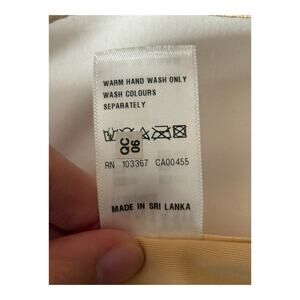 WARM HAND WASH ONLY
WASH COLOURS
SEPARATELY
QC
06
RN 103367 CA00455
MADE IN SRI LANKA